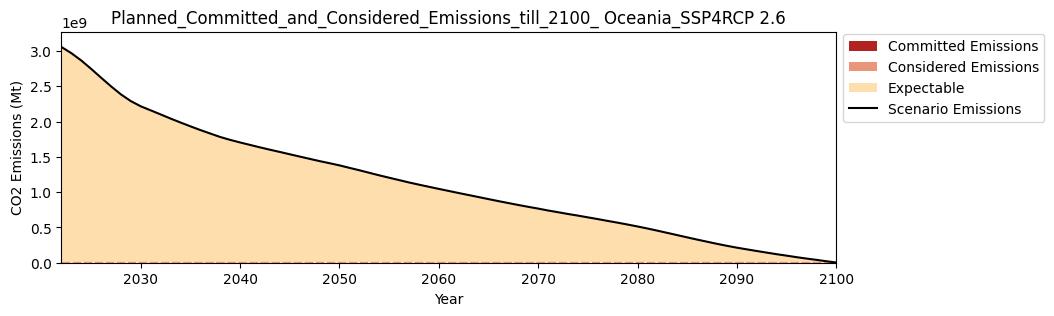 Planned_Committed_and_Considered_Emissions_till_2100_ Oceania_SSP4RCP 2.6
1e9
3.0
2.5
2.0
1.5
1.0
0.5
0.0
CO2 Emissions (Mt)
2030 2040 2050 2060 2070 2080 2090 2100
Year
Committed Emissions
Considered Emissions
Expectable
Scenario Emissions